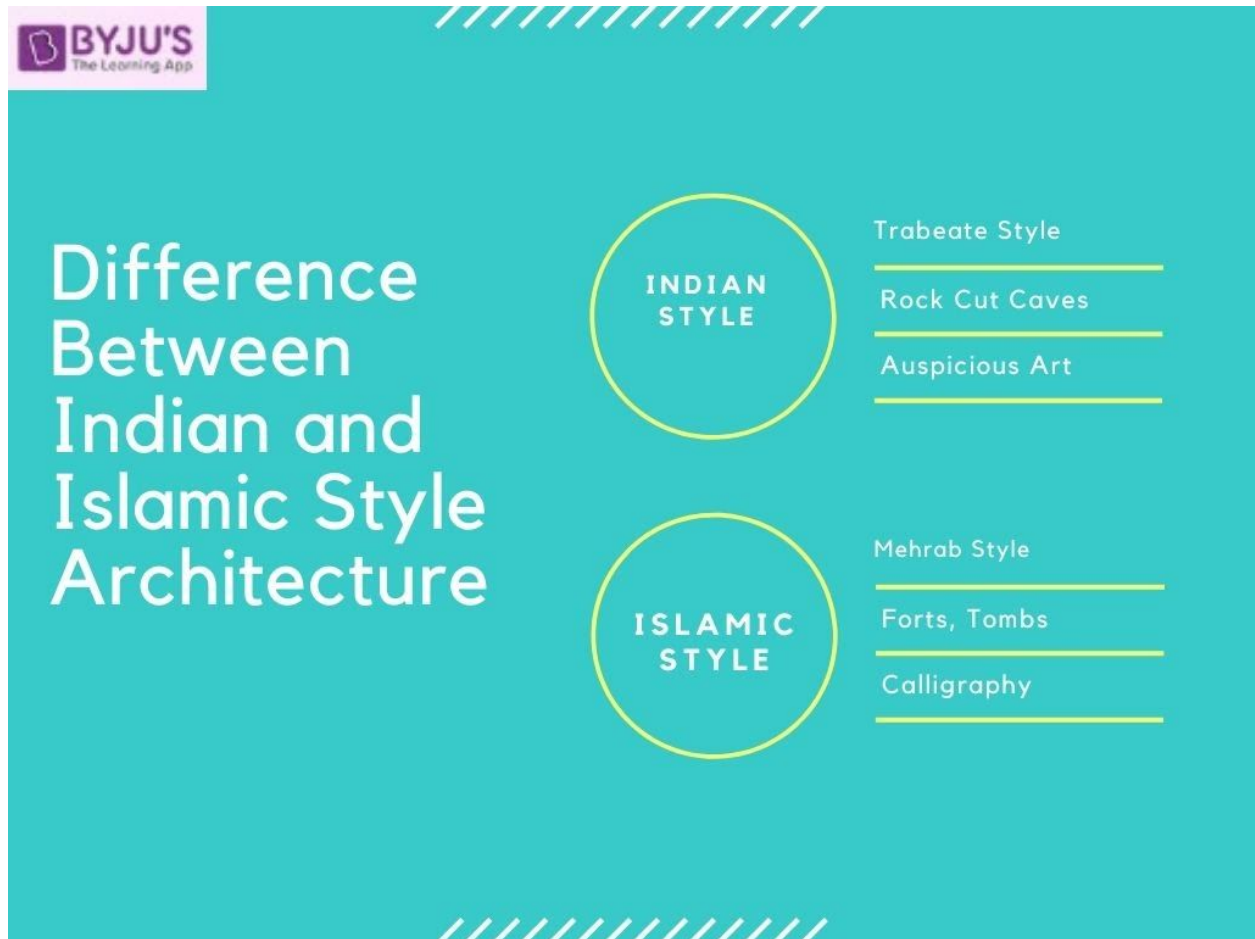 BYJU'S
The Learning App
Difference
Between
Indian and
Islamic Style
Architecture
INDIAN
STYLE
Trabeate Style
Rock Cut Caves
Auspicious Art
ISLAMIC
STYLE
Mehrab Style
Forts, Tombs
Calligraphy